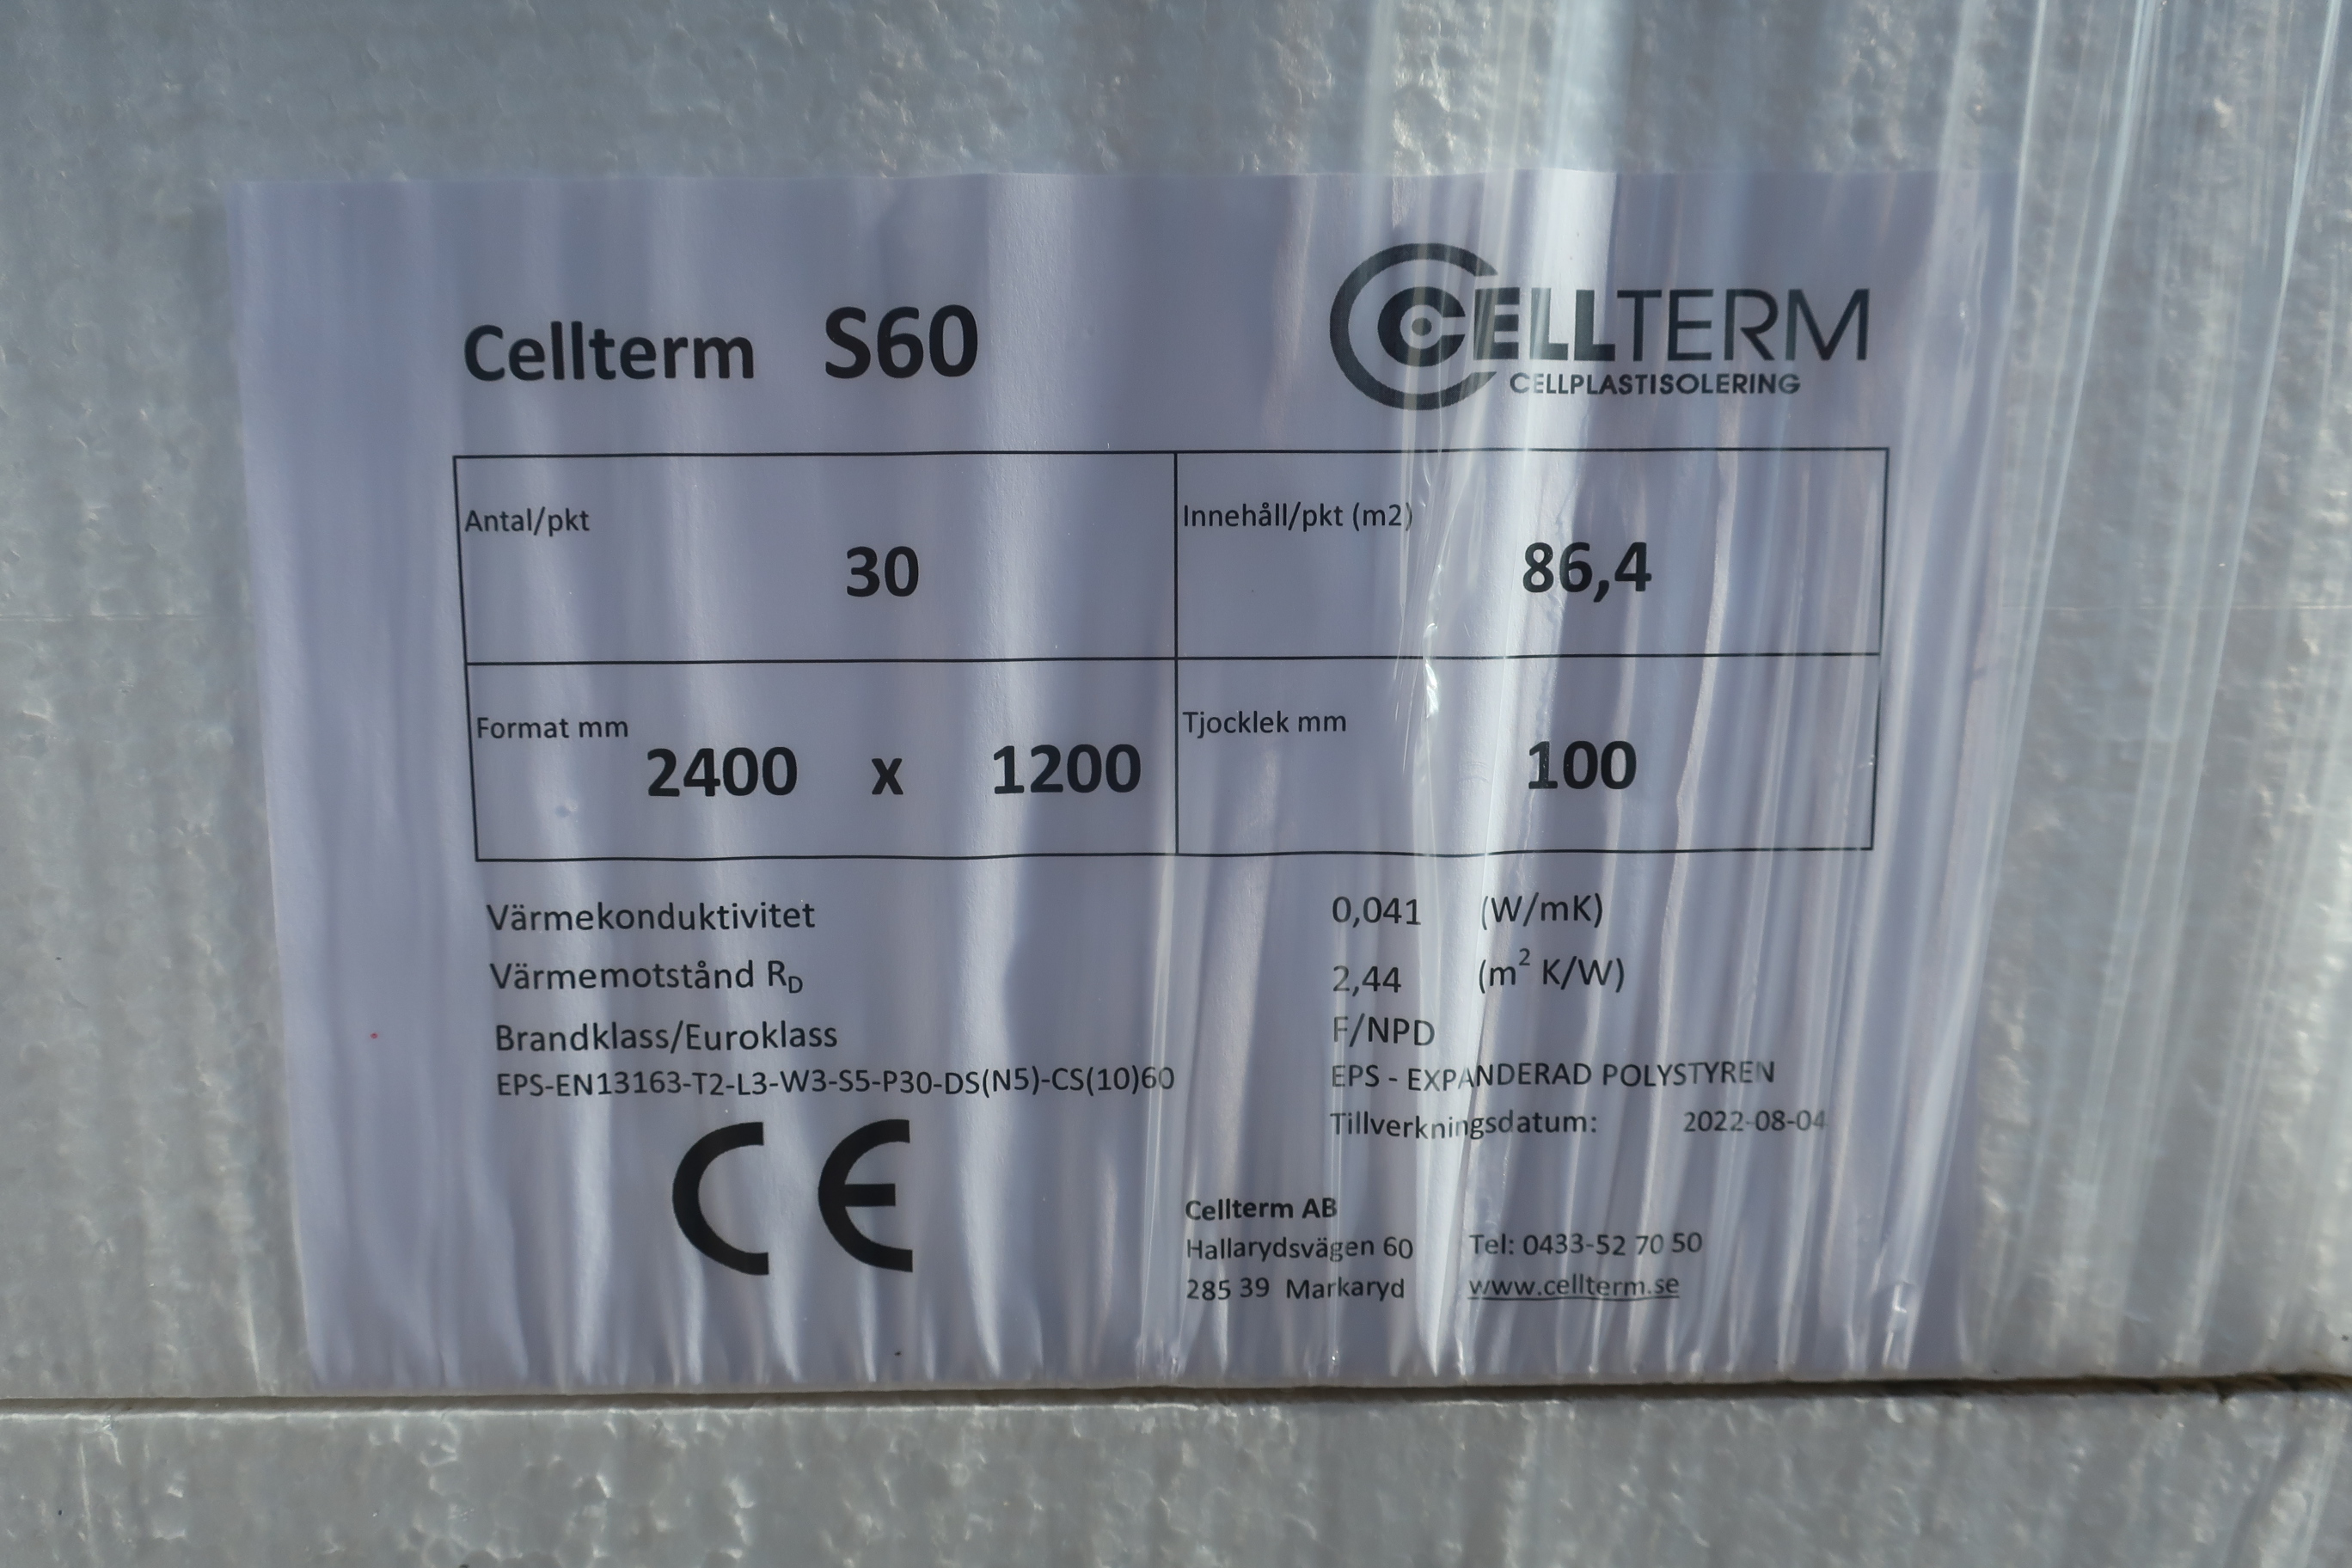 Cellterm S60
CELLTERM
CELLPLASTISOLERING
Antal/pkt
30
Innehåll/pkt (m2)
86,4
Format mm
2400 x 1200
Tjocklek mm
100
Värmekonduktivitet 0,041 (W/mK)
Värmemotstånd RD 2,44 (m² K/W)
Brandklass/Euroklass F/NPD
EPS-EN13163-T2-L3-W3-S5-P30-DS(N5)-CS(10)60 EPS - EXPANDERAD POLYSTYREN
Tillverkningsdatum: 2022-08-04
CE
Cellterm AB
Hallarydsvägen 60 Tel: 0433-52 70 50
285 39 Markaryd www.cellterm.se